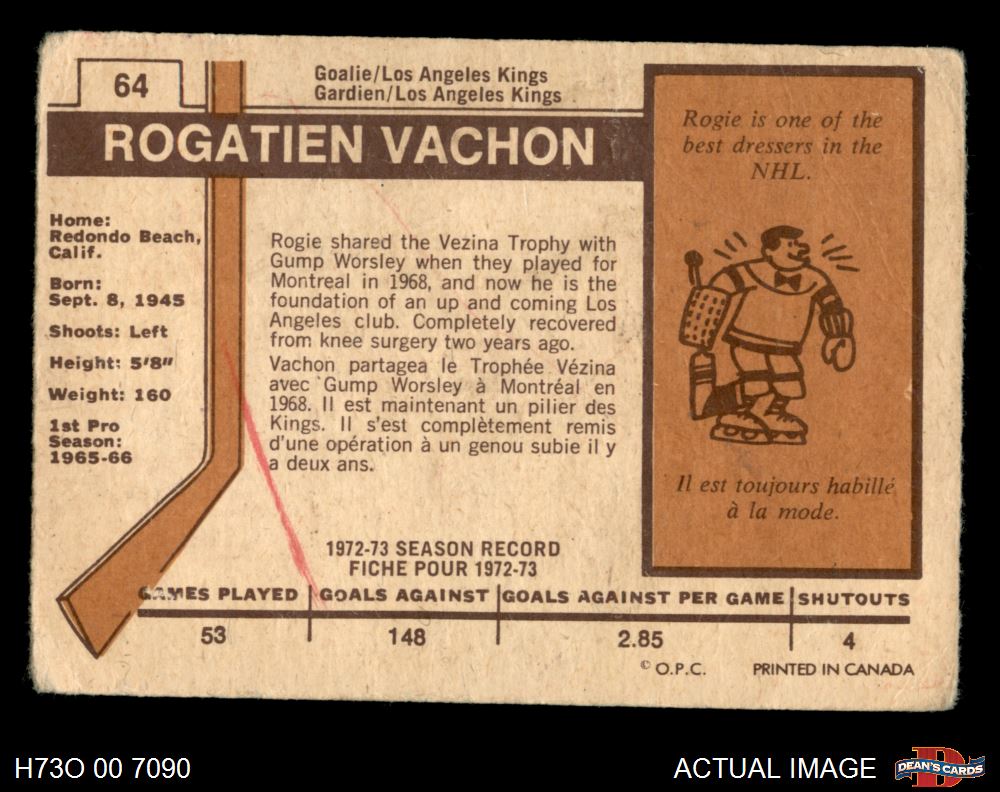 64
Goalie/Los Angeles Kings
Gardien/Los Angeles Kings
ROGATIEN VACHON
Home:
Redondo Beach,
Calif.
Born:
Sept. 8, 1945
Shoots: Left
Height: 5'8"
Weight: 160
1st Pro
Season:
1965-66
Rogie shared the Vezina Trophy with
Gump Worsley when they played for
Montreal in 1968, and now he is the
foundation of an up and coming Los
Angeles club. Completely recovered
from knee surgery two years ago.
Vachon partagea le Trophée Vézina
avec Gump Worsley à Montréal en
1968. Il est maintenant un pilier des
Kings. Il s'est complètement remis
d'une opération à un genou subie il y
a deux ans.
Rogie is one of the
best dressers in the
NHL.
Il est toujours habillé
à la mode.
1972-73 SEASON RECORD
FICHE POUR 1972-73
GAMES PLAYED GOALS AGAINST GOALS AGAINST PER GAME SHUTOUTS
53 148 2.85 4
© O.P.C. PRINTED IN CANADA
H73O 00 7090
ACTUAL IMAGE
DEAN'S CARDS